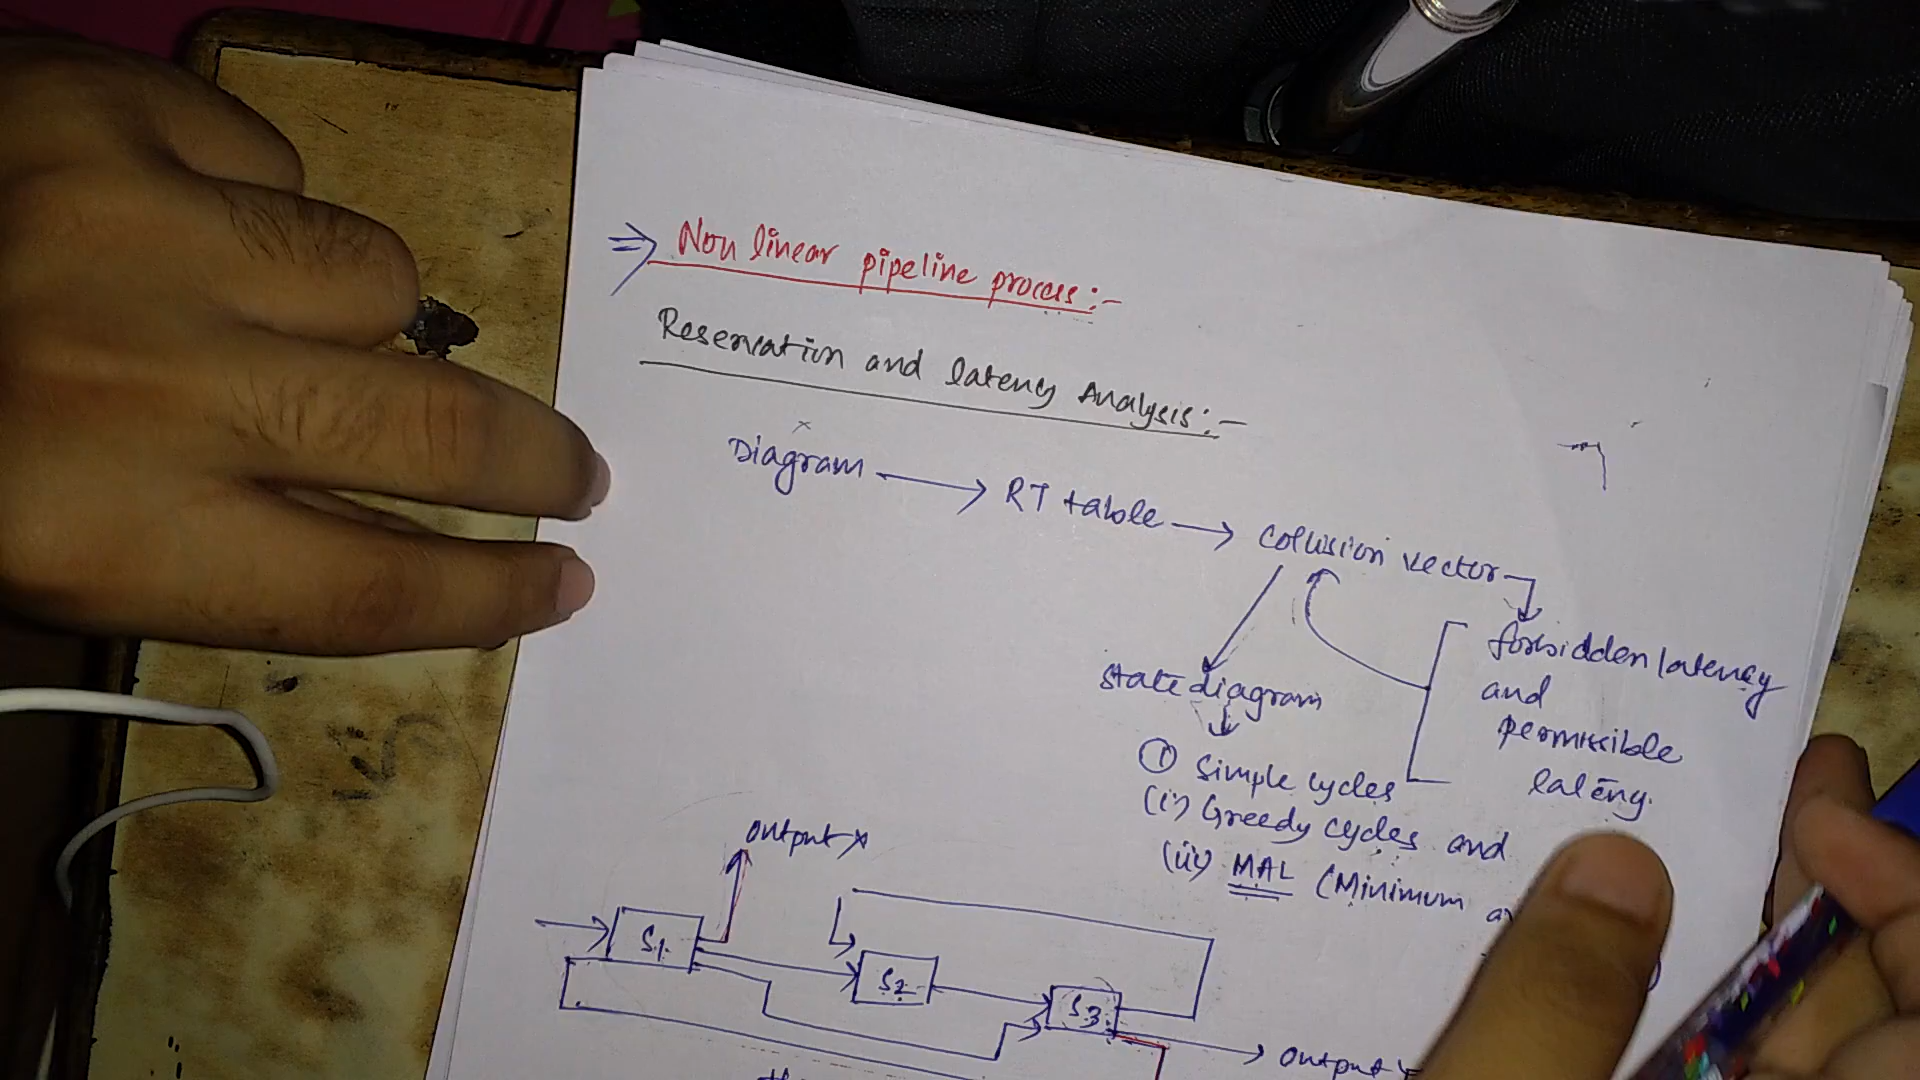 ⇒ Non linear pipeline process:-
Reservation and latency Analysis:-
Diagram → RT table → Collision vector
forbidden latency
and
permissible
latency.
State diagram
① Simple cycles
(ii) Greedy cycles and
(iii) MAL (Minimum
output X
S1
S2
S3
output Y